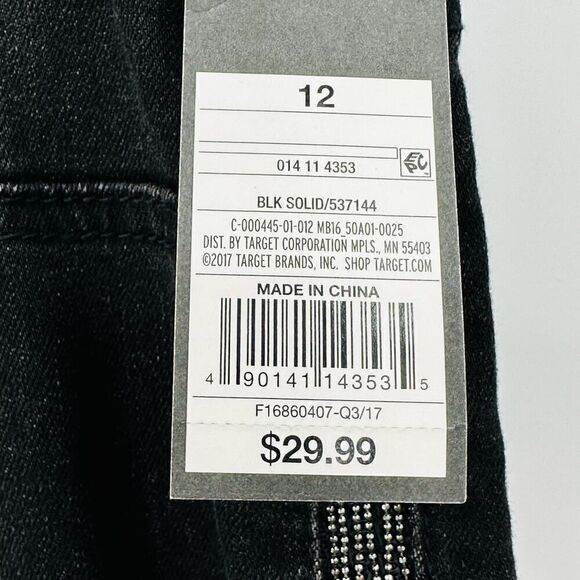 12
014 11 4353
EPC
BLK SOLID/537144
C-000445-01-012 MB16_50A01-0025
DIST. BY TARGET CORPORATION MPLS., MN 55403
©2017 TARGET BRANDS, INC. SHOP TARGET.COM
MADE IN CHINA
4 90141 14353 5
F16860407-Q3/17
$29.99